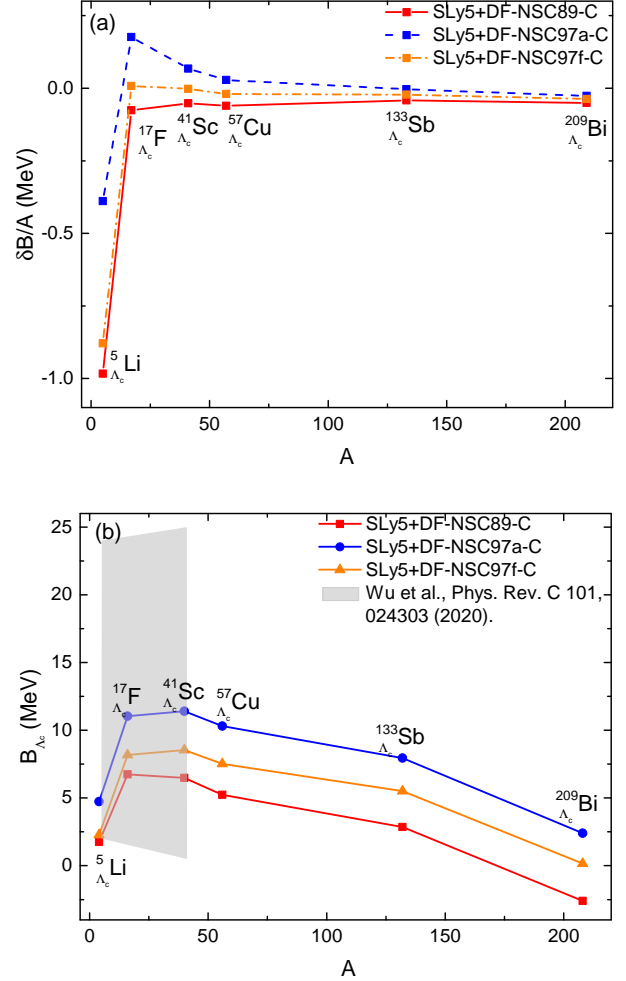 (a)
SLy5+DF-NSC89-C
SLy5+DF-NSC97a-C
SLy5+DF-NSC97f-C
0.0
-0.5
-1.0
δB/A (MeV)
⁵Λc Li
¹⁷Λc F
⁴¹Λc Sc
⁵⁷Λc Cu
¹³³Λc Sb
²⁰⁹Λc Bi
0 50 100 150 200
A
(b)
SLy5+DF-NSC89-C
SLy5+DF-NSC97a-C
SLy5+DF-NSC97f-C
Wu et al., Phys. Rev. C 101,
024303 (2020).
25
20
15
10
5
0
BΛc (MeV)
¹⁷Λc F
⁴¹Λc Sc
⁵⁷Λc Cu
¹³³Λc Sb
²⁰⁹Λc Bi
⁵Λc Li
0 50 100 150 200
A